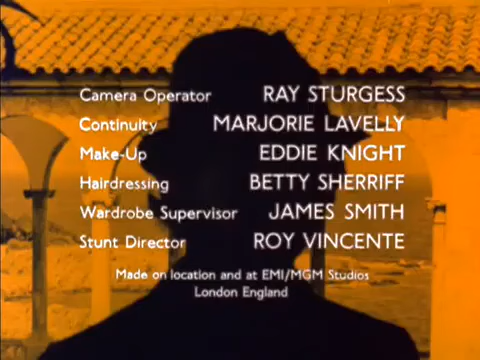 Camera Operator RAY STURGESS
Continuity MARJORIE LAVELLY
Make-Up EDDIE KNIGHT
Hairdressing BETTY SHERRIFF
Wardrobe Supervisor JAMES SMITH
Stunt Director ROY VINCENTE
Made on location and at EMI/MGM Studios
London England